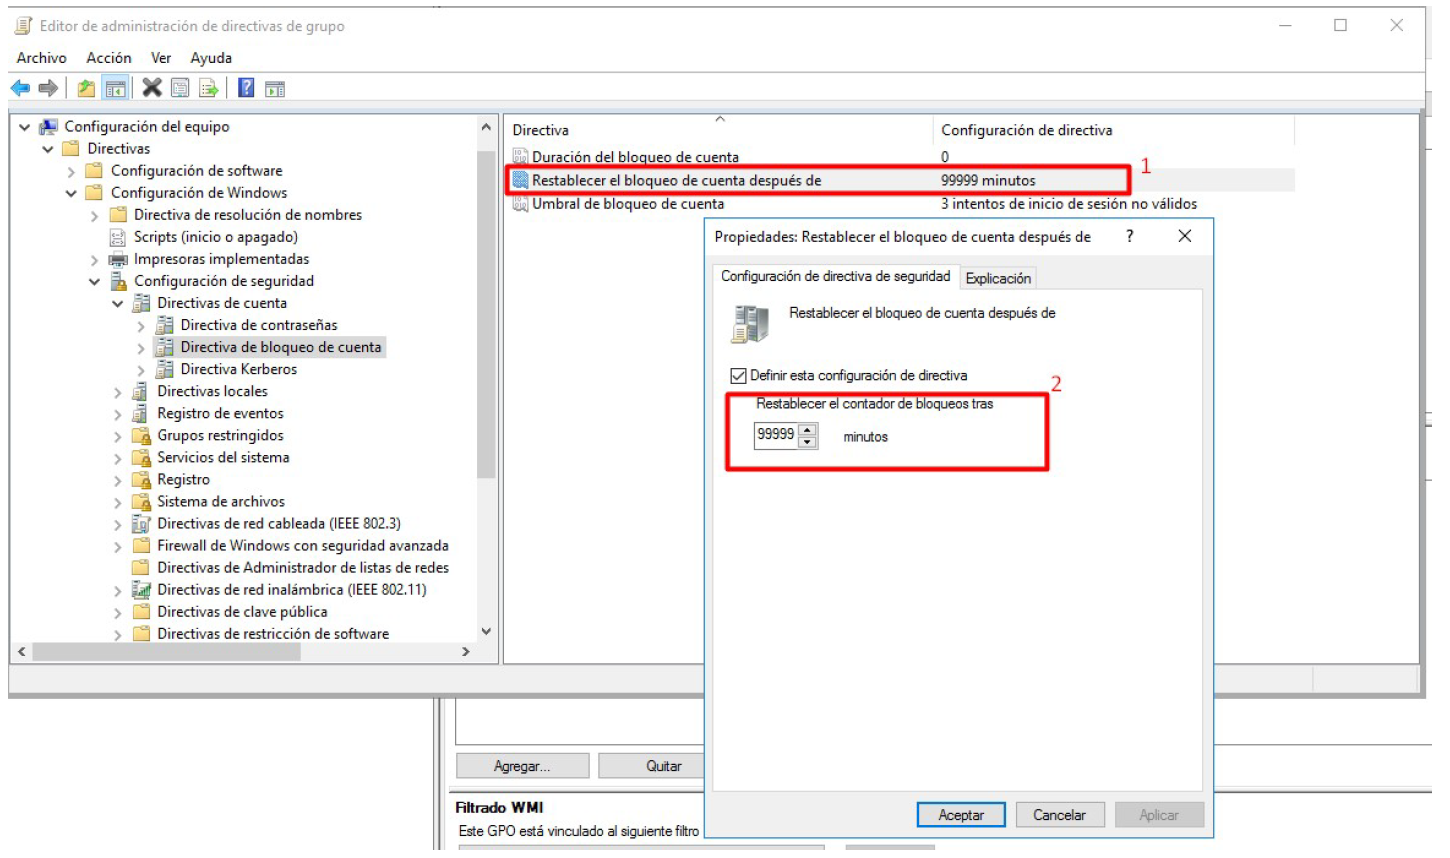 Editor de administración de directivas de grupo
Archivo Acción Ver Ayuda
Configuración del equipo
Directivas
Configuración de software
Configuración de Windows
Directiva de resolución de nombres
Scripts (inicio o apagado)
Impresoras implementadas
Configuración de seguridad
Directivas de cuenta
Directiva de contraseñas
Directiva de bloqueo de cuenta
Directiva Kerberos
Directivas locales
Registro de eventos
Grupos restringidos
Servicios del sistema
Registro
Sistema de archivos
Directivas de red cableada (IEEE 802.3)
Firewall de Windows con seguridad avanzada
Directivas de Administrador de listas de redes
Directivas de red inalámbrica (IEEE 802.11)
Directivas de clave pública
Directivas de restricción de software
Directiva Configuración de directiva
Duración del bloqueo de cuenta 0
Restablecer el bloqueo de cuenta después de 99999 minutos
1
Umbral de bloqueo de cuenta 3 intentos de inicio de sesión no válidos
Propiedades: Restablecer el bloqueo de cuenta después de ?
Configuración de directiva de seguridad Explicación
Restablecer el bloqueo de cuenta después de
Definir esta configuración de directiva
2
Restablecer el contador de bloqueos tras
99999 minutos
Aceptar Cancelar Aplicar
Agregar... Quitar
Filtrado WMI
Este GPO está vinculado al siguiente filtro